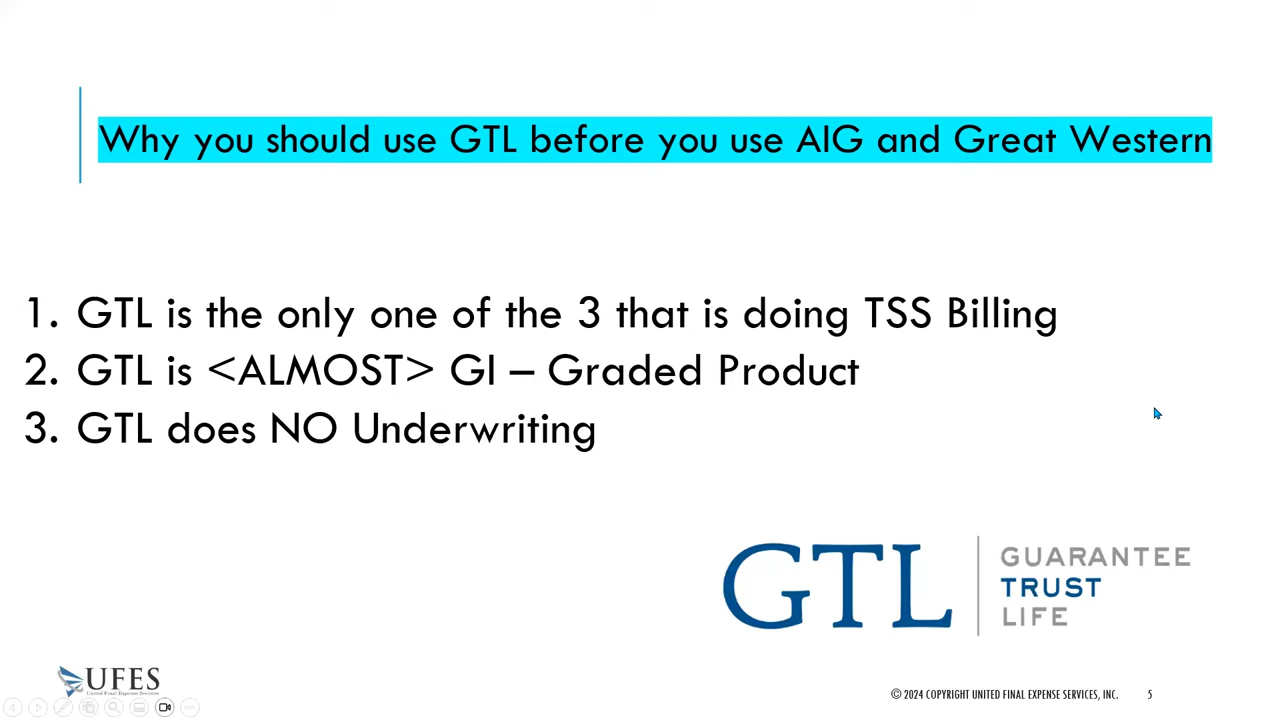 Why you should use GTL before you use AIG and Great Western
1. GTL is the only one of the 3 that is doing TSS Billing
2. GTL is <ALMOST> GI – Graded Product
3. GTL does NO Underwriting
GTL
GUARANTEE
TRUST
LIFE
UFES
United Final Expense Services
© 2024 COPYRIGHT UNITED FINAL EXPENSE SERVICES, INC.
5